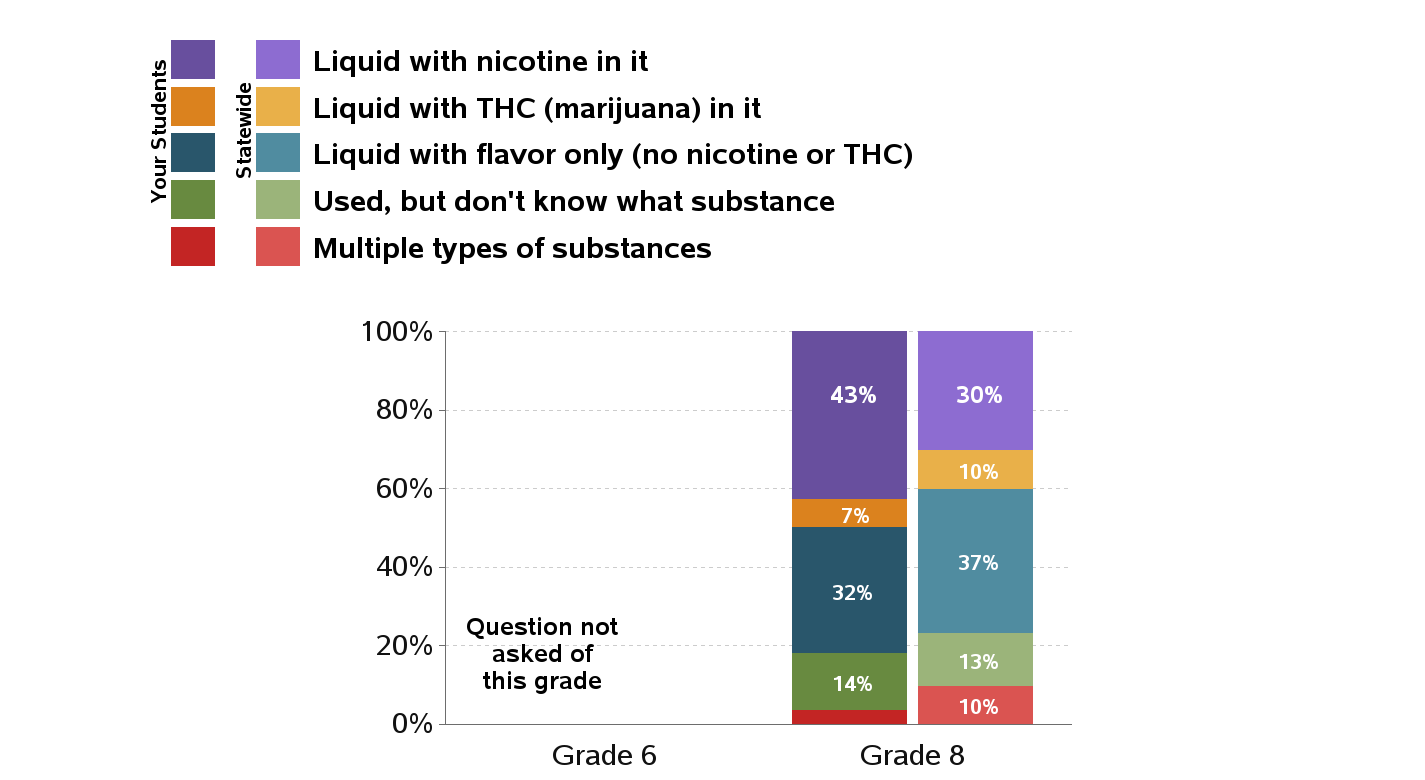 Your Students
Statewide
Liquid with nicotine in it
Liquid with THC (marijuana) in it
Liquid with flavor only (no nicotine or THC)
Used, but don't know what substance
Multiple types of substances
100%
80%
60%
40%
20%
0%
Question not
asked of
this grade
43%
7%
32%
14%
30%
10%
37%
13%
10%
Grade 6
Grade 8